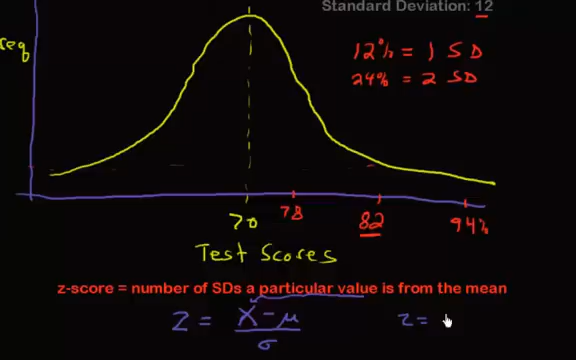 Standard Deviation: 12
req
12% = 1 SD
24% = 2 SD
70 78 82 94%
Test Scores
z-score = number of SDs a particular value is from the mean
Z = X - μ / σ
z =